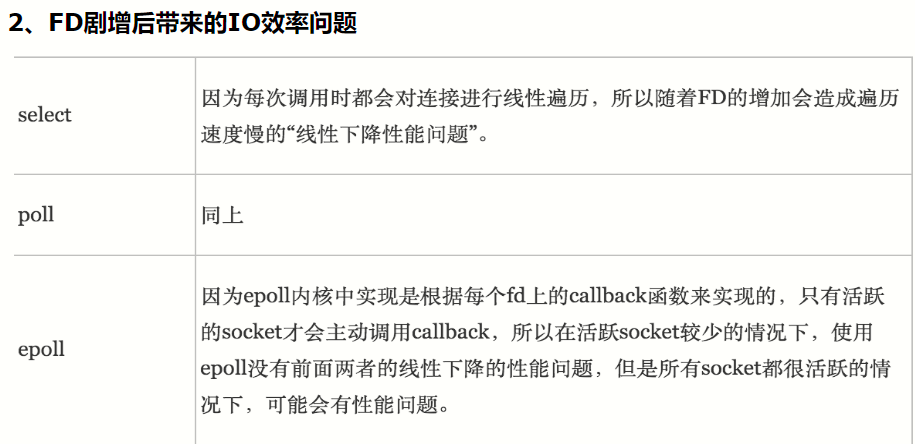 2、FD剧增后带来的IO效率问题
select
因为每次调用时都会对连接进行线性遍历，所以随着FD的增加会造成遍历
速度慢的“线性下降性能问题”。
poll
同上
epoll
因为epoll内核中实现是根据每个fd上的callback函数来实现的，只有活跃
的socket才会主动调用callback，所以在活跃socket较少的情况下，使用
epoll没有前面两者的线性下降的性能问题，但是所有socket都很活跃的情
况下，可能会有性能问题。